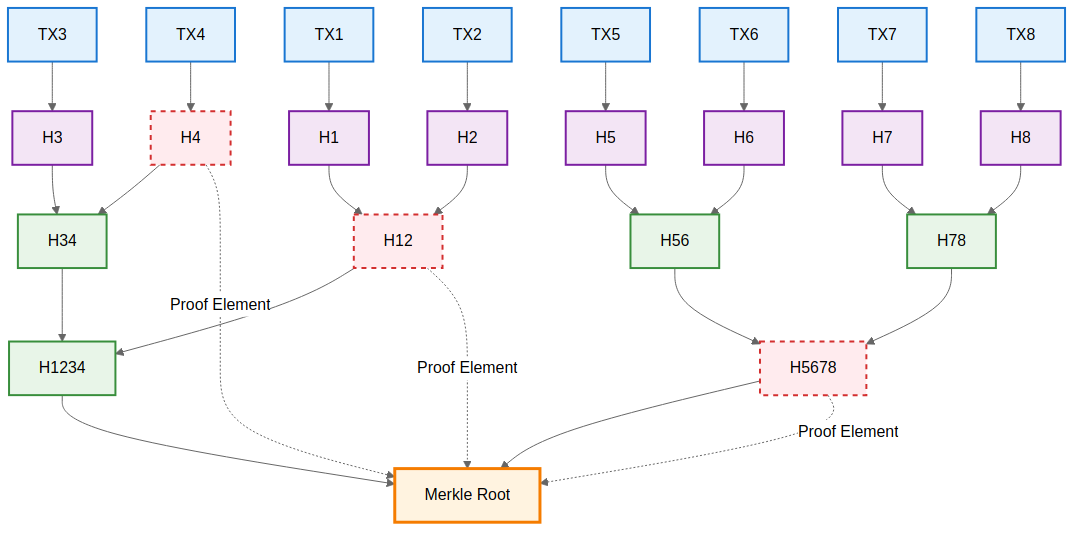 TX3
TX4
TX1
TX2
TX5
TX6
TX7
TX8
H3
H4
H1
H2
H5
H6
H7
H8
H34
H12
H56
H78
Proof Element
H1234
Proof Element
H5678
Proof Element
Merkle Root